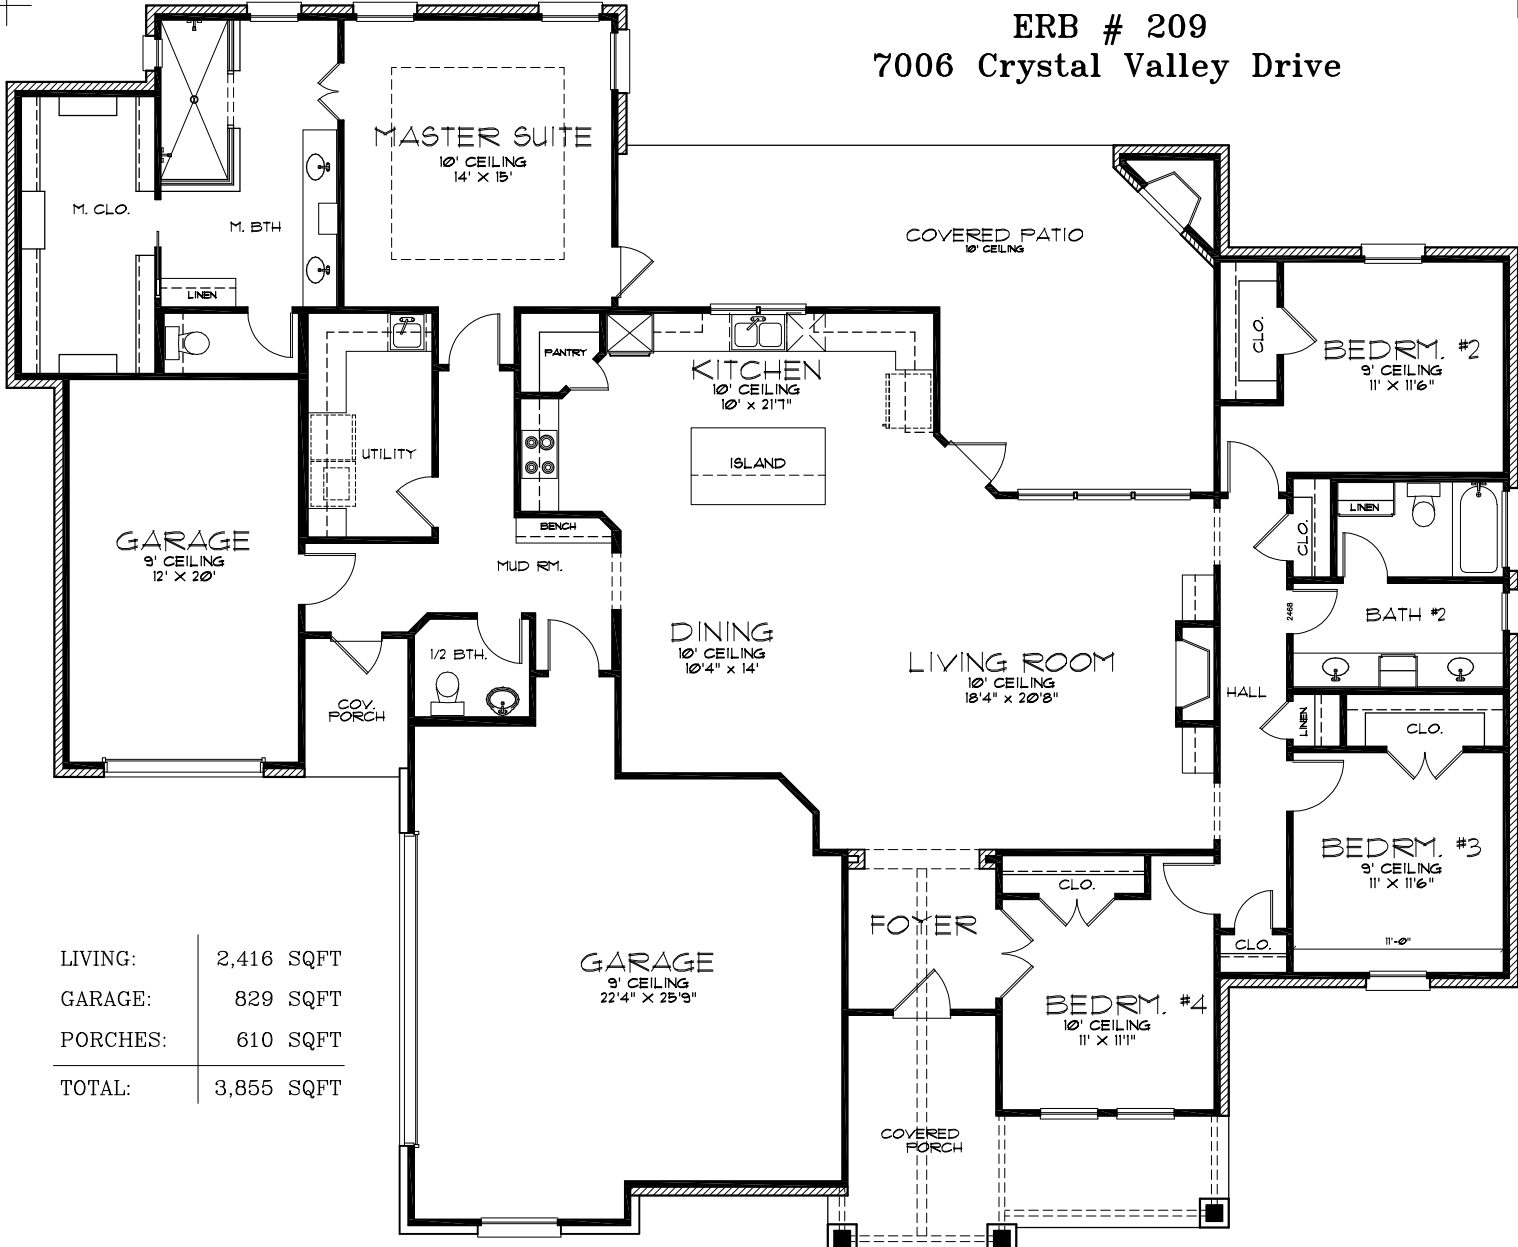 ERB # 209
7006 Crystal Valley Drive
MASTER SUITE
10' CEILING
14' X 15'
M. CLO.
M. BTH
LINEN
COVERED PATIO
10' CEILING
CLO.
BEDRM. #2
9' CEILING
11' X 11'6"
PANTRY
KITCHEN
10' CEILING
10' x 21'7"
ISLAND
UTILITY
BENCH
MUD RM.
GARAGE
9' CEILING
12' X 20'
LINEN
CLO.
2468
BATH #2
DINING
10' CEILING
10'4" x 14'
LIVING ROOM
10' CEILING
18'4" x 20'8"
1/2 BTH.
COV.
PORCH
HALL
LINEN
CLO.
BEDRM. #3
9' CEILING
11' X 11'6"
11'-0"
CLO.
CLO.
FOYER
GARAGE
9' CEILING
22'4" X 25'9"
BEDRM. #4
10' CEILING
11' X 11'1"
COVERED
PORCH
LIVING: 2,416 SQFT
GARAGE: 829 SQFT
PORCHES: 610 SQFT
TOTAL: 3,855 SQFT